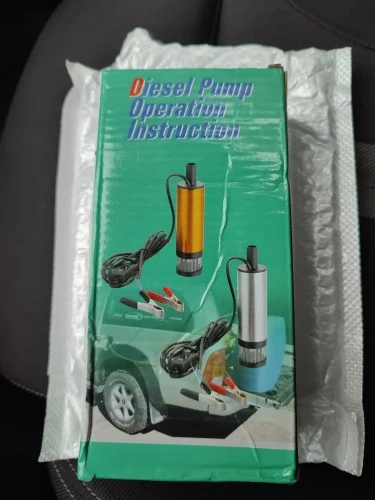 Diesel Pump
Operation
Instruction